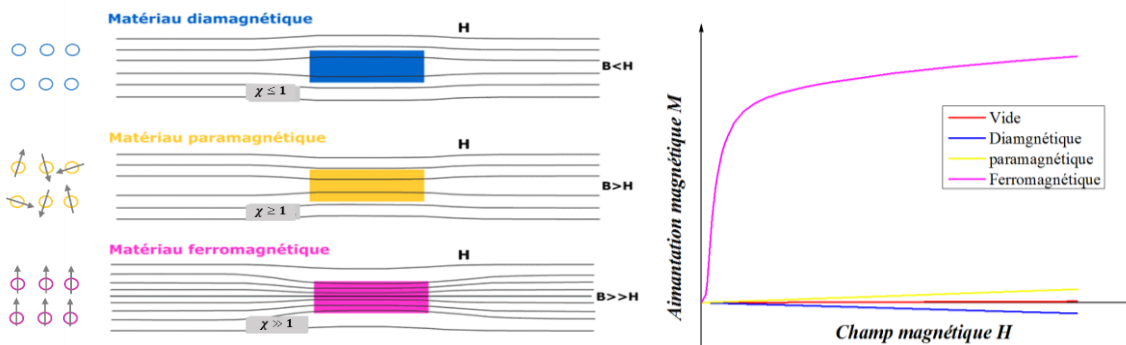 Matériau diamagnétique
H
B<H
χ ≤ 1
Matériau paramagnétique
H
B>H
χ ≥ 1
Matériau ferromagnétique
H
B>>H
χ ≫ 1
Aimantation magnétique M
Vide
Diamgnétique
paramagnétique
Ferromagnétique
Champ magnétique H